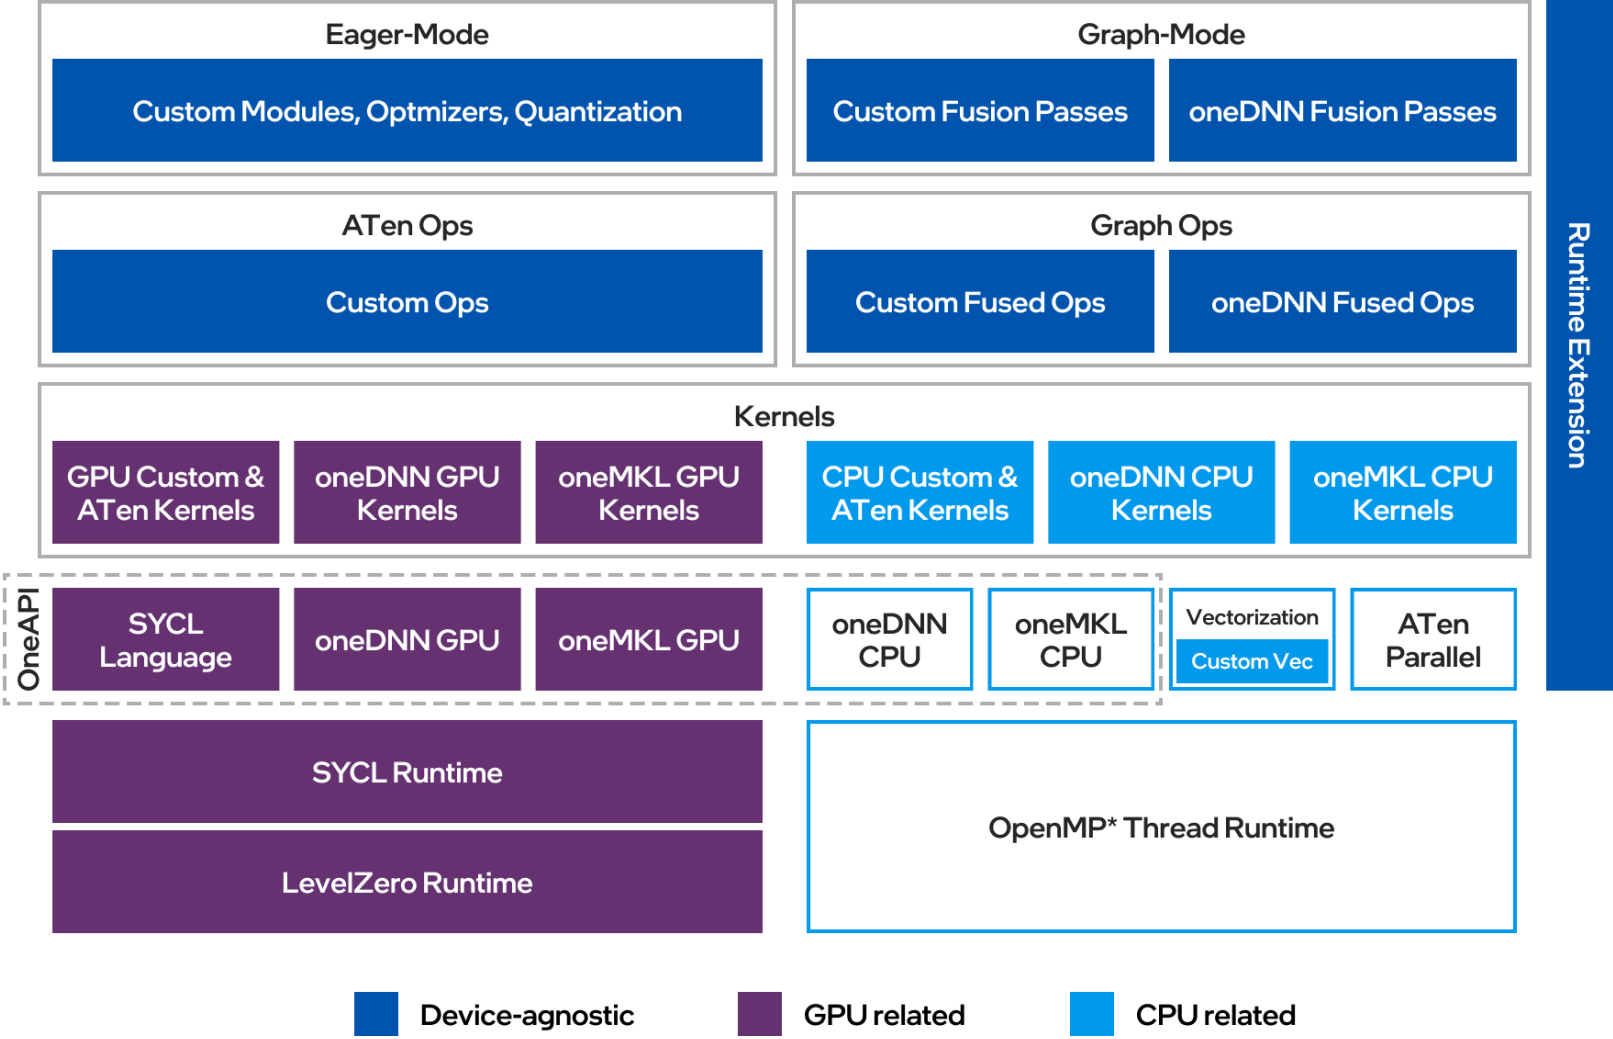 Eager-Mode
Custom Modules, Optmizers, Quantization
Graph-Mode
Custom Fusion Passes
oneDNN Fusion Passes
ATen Ops
Custom Ops
Graph Ops
Custom Fused Ops
oneDNN Fused Ops
Runtime Extension
Kernels
GPU Custom &
ATen Kernels
oneDNN GPU
Kernels
oneMKL GPU
Kernels
CPU Custom &
ATen Kernels
oneDNN CPU
Kernels
oneMKL CPU
Kernels
OneAPI
SYCL
Language
oneDNN GPU
oneMKL GPU
oneDNN
CPU
oneMKL
CPU
Vectorization
Custom Vec
ATen
Parallel
SYCL Runtime
LevelZero Runtime
OpenMP* Thread Runtime
Device-agnostic
GPU related
CPU related